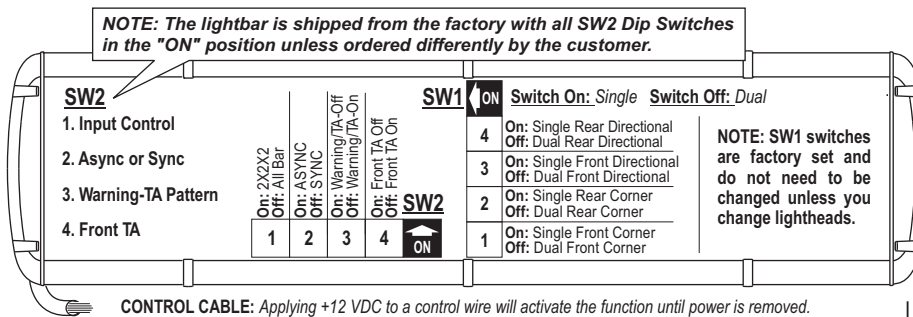 NOTE: The lightbar is shipped from the factory with all SW2 Dip Switches
in the "ON" position unless ordered differently by the customer.
SW2
1. Input Control
2. Async or Sync
3. Warning-TA Pattern
4. Front TA
On: 2X2X2
Off: All Bar
On: ASYNC
Off: SYNC
On: Warning/TA-Off
Off: Warning/TA-On
On: Front TA Off
Off: Front TA On
SW2
1 2 3 4 ON
SW1 ON Switch On: Single Switch Off: Dual
4 On: Single Rear Directional
Off: Dual Rear Directional
3 On: Single Front Directional
Off: Dual Front Directional
2 On: Single Rear Corner
Off: Dual Rear Corner
1 On: Single Front Corner
Off: Dual Front Corner
NOTE: SW1 switches
are factory set and
do not need to be
changed unless you
change lightheads.
CONTROL CABLE: Applying +12 VDC to a control wire will activate the function until power is removed.